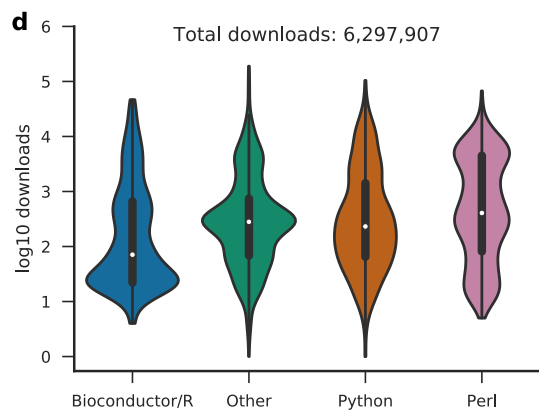 d
Total downloads: 6,297,907
log10 downloads
6
5
4
3
2
1
0
Bioconductor/R Other Python Perl